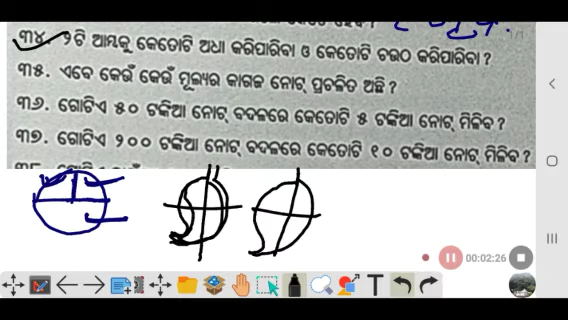 ୩୪. ୨ଟି ଆମ୍ବକୁ କେତୋଟି ଅଧା କରିପାରିବା ଓ କେତୋଟି ଚଉଠ କରିପାରିବା ?
୩୫. ଏବେ କେଉଁ କେଉଁ ମୂଲ୍ୟର କାଗଜ ନୋଟ୍ ପ୍ରଚଳିତ ଅଛି ?
୩୬. ଗୋଟିଏ ୫୦ ଟଙ୍କିଆ ନୋଟ୍ ବଦଳରେ କେତୋଟି ୫ ଟଙ୍କିଆ ନୋଟ୍ ମିଳିବ ?
୩୭. ଗୋଟିଏ ୨୦୦ ଟଙ୍କିଆ ନୋଟ୍ ବଦଳରେ କେତୋଟି ୧୦ ଟଙ୍କିଆ ନୋଟ୍ ମିଳିବ ?
00:02:26
T